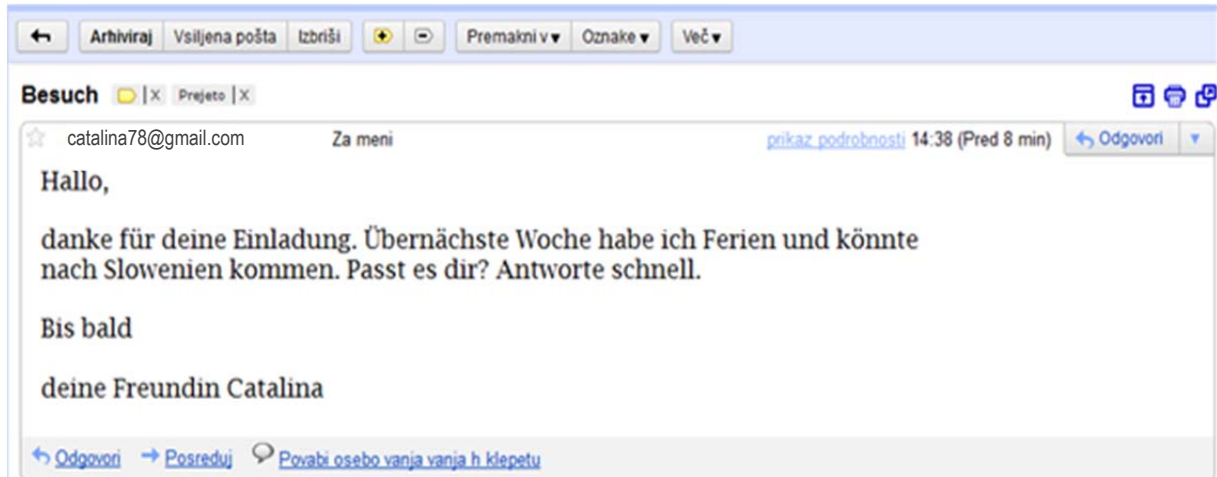 Arhiviraj Vsiljena pošta Izbriši Premakni v Oznake Več
Besuch X Prejeto X
catalina78@gmail.com Za meni prikaz podrobnosti 14:38 (Pred 8 min) Odgovori
Hallo,
danke für deine Einladung. Übernächste Woche habe ich Ferien und könnte
nach Slowenien kommen. Passt es dir? Antworte schnell.
Bis bald
deine Freundin Catalina
Odgovori Posreduj Povabi osebo vanja vanja h klepetu